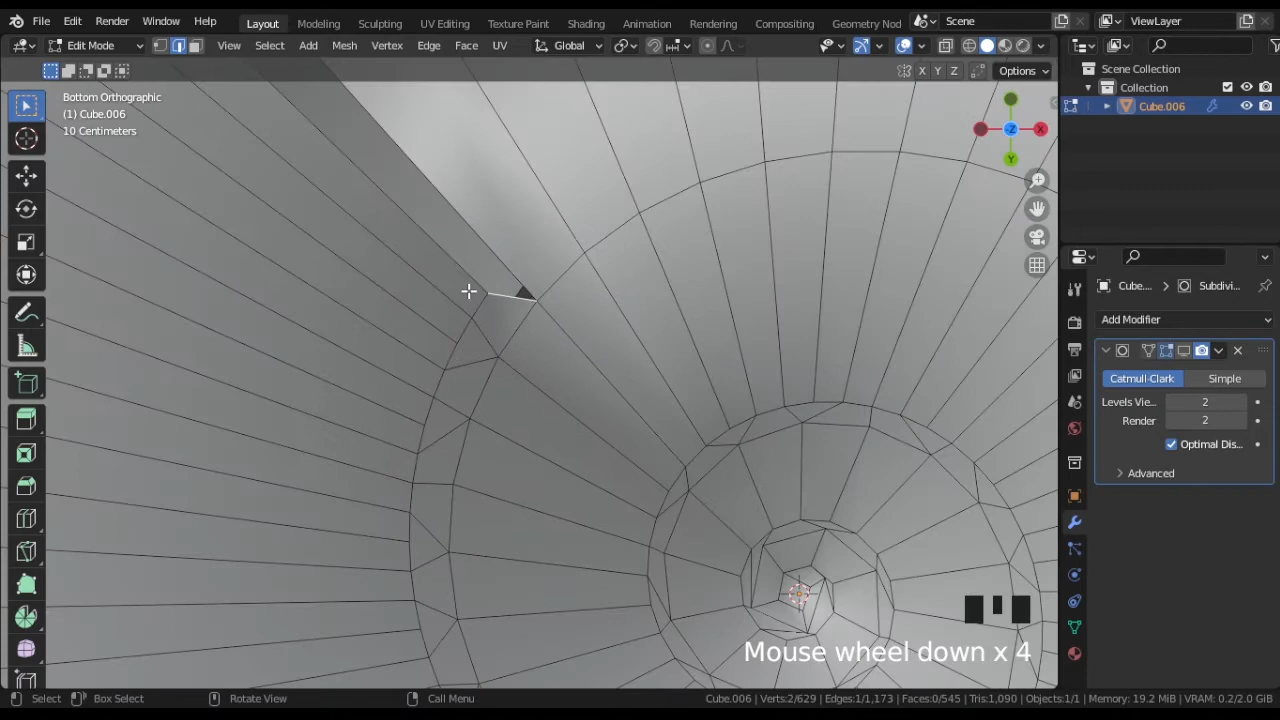 File Edit Render Window Help Layout Modeling Sculpting UV Editing Texture Paint Shading Animation Rendering Compositing Geometry Nod Scene ViewLayer
Edit Mode View Select Add Mesh Vertex Edge Face UV Global
X Y Z Options
Scene Collection
Collection
Cube.006
Bottom Orthographic
(1) Cube.006
10 Centimeters
Z X Y
Cube.... Subdivi...
Add Modifier
Catmull-Clark Simple
Levels Vie... 2
Render 2
Optimal Dis...
Advanced
Mouse wheel down x 4
Select Box Select Rotate View Call Menu Cube.006 | Verts:2/629 | Edges:1/1,173 | Faces:0/545 | Tris:1,090 | Objects:1/1 | Memory: 19.2 MiB | VRAM: 0.2/2.0 GiB